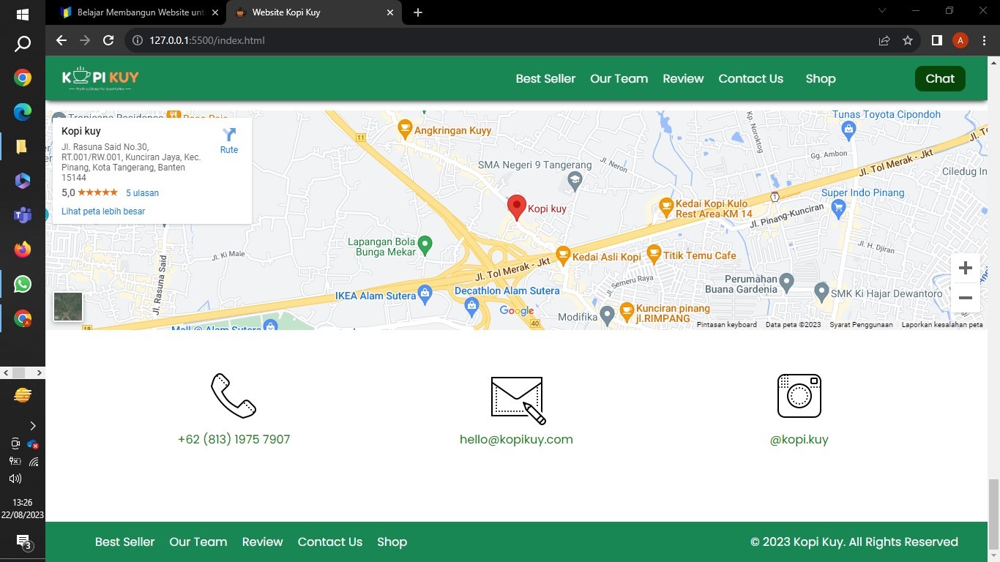 Belajar Membangun Website unt
Website Kopi Kuy
127.0.0.1:5500/index.html
A
KOPI KUY
Best Seller
Our Team
Review
Contact Us
Shop
Chat
Tropicana Residence
Kopi kuy
Jl. Rasuna Said No.30,
RT.001/RW.001, Kunciran Jaya, Kec.
Pinang, Kota Tangerang, Banten
15144
Rute
5,0 ★★★★★ 5 ulasan
Lihat peta lebih besar
11
Angkringan Kuyy
SMA Negeri 9 Tangerang
Jl. Neron
Kp. Noroktog
Tunas Toyota Cipondoh
Gg. Ambon
Jl. Tol Merak - Jkt
Jl. To
Ciledug In
1
Super Indo Pinang
Kopi kuy
Kedai Kopi Kulo
Rest Area KM 14
Jl. Pinang-Kunciran
Lapangan Bola
Bunga Mekar
Jl. Ki Male
Jl. Rasuna Said
Jl. Tol Merak - Jkt
Kedai Asli Kopi
Titik Temu Cafe
Jl. H. Djiran
Jl. Semeru Raya
Perumahan
Buana Gardenia
SMK Ki Hajar Dewantoro
IKEA Alam Sutera
Decathlon Alam Sutera
Google
40
Modifika
Kunciran pinang
jl.RIMPANG
18
Mall @ Alam Sutera
Pintasan keyboard
Data peta ©2023
Syarat Penggunaan
Laporkan kesalahan peta
+62 (813) 1975 7907
hello@kopikuy.com
@kopi.kuy
13:26
22/08/2023
3
Best Seller
Our Team
Review
Contact Us
Shop
© 2023 Kopi Kuy. All Rights Reserved